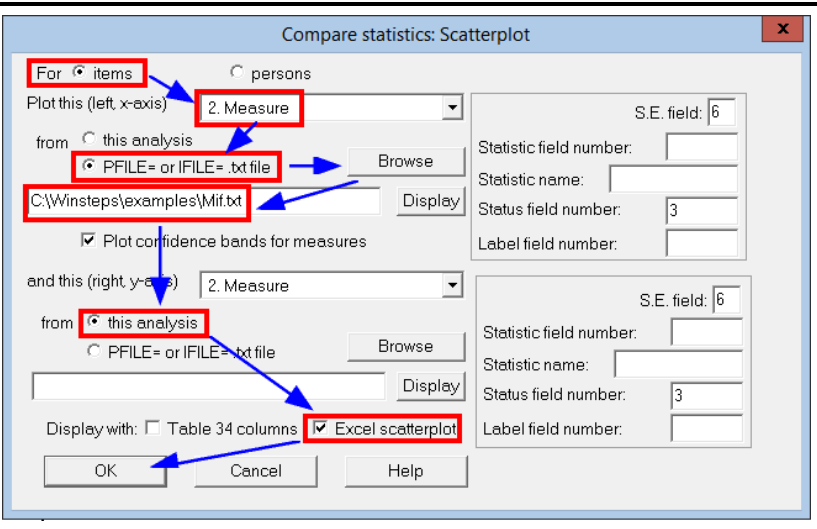 Compare statistics: Scatterplot
x
For items persons
Plot this (left, x-axis) 2. Measure
S.E. field: 6
from this analysis
PFILE= or IFILE= .txt file Browse
Statistic field number:
Statistic name:
C:\Winsteps\examples\Mif.txt Display
Status field number: 3
Plot confidence bands for measures
Label field number:
and this (right, y-axis) 2. Measure
S.E. field: 6
from this analysis
PFILE= or IFILE= .txt file Browse
Statistic field number:
Statistic name:
Display
Status field number: 3
Display with: Table 34 columns Excel scatterplot
Label field number:
OK Cancel Help